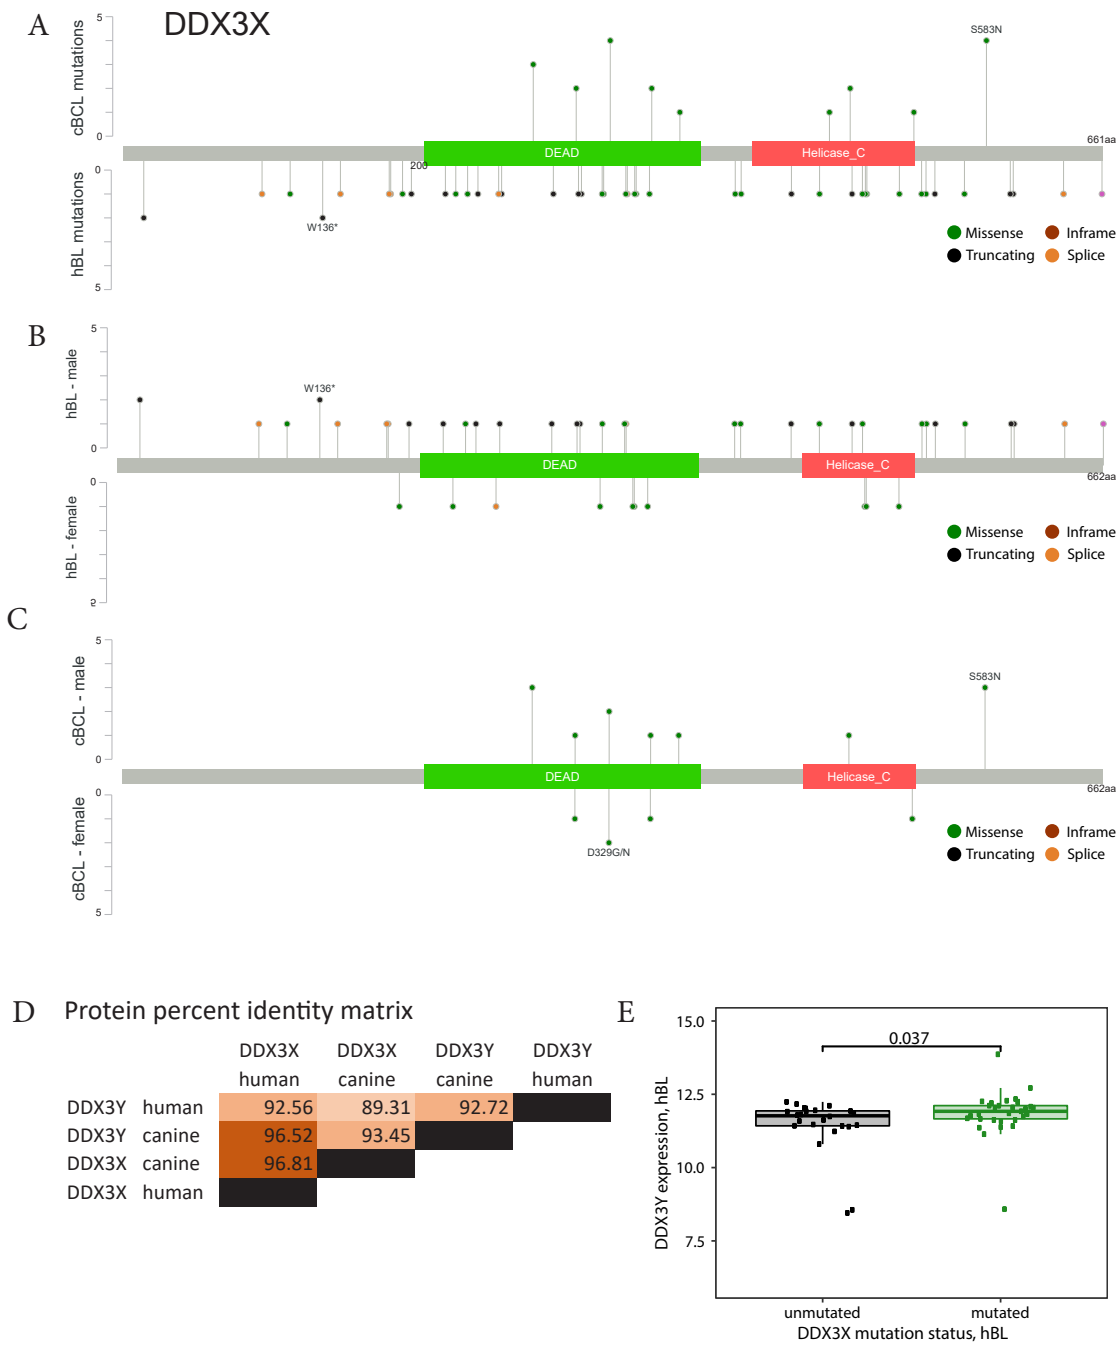 A
DDX3X
5
cBCL mutations
0
S583N
661aa
DEAD
Helicase_C
200
0
hBL mutations
5
W136*
Missense
Inframe
Truncating
Splice
B
5
hBL - male
0
W136*
DEAD
Helicase_C
662aa
0
hBL - female
Missense
Inframe
Truncating
Splice
C
5
cBCL - male
0
S583N
DEAD
Helicase_C
662aa
0
cBCL - female
5
D329G/N
Missense
Inframe
Truncating
Splice
D Protein percent identity matrix
DDX3X DDX3X DDX3Y DDX3Y
human canine canine human
DDX3Y human 92.56 89.31 92.72
DDX3Y canine 96.52 93.45
DDX3X canine 96.81
DDX3X human
E
15.0
12.5
10.0
7.5
DDX3Y expression, hBL
0.037
unmutated mutated
DDX3X mutation status, hBL